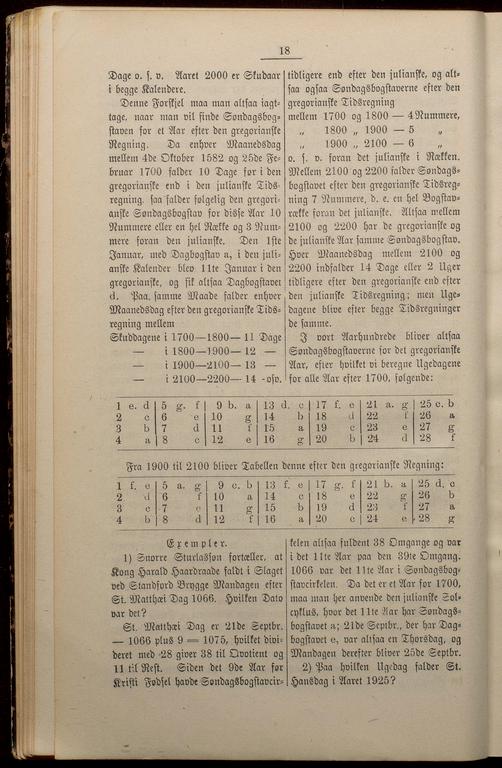 18
Dage o. s. v. Aaret 2000 er Skudaar
i begge Kalendere.
Denne Forskjel maa man altsaa iagt-
tage, naar man vil finde Søndagsbog-
staven for et Aar efter den gregorianske
Regning. Da enhver Maanedsdag
mellem 4de Oktober 1582 og 25de Fe-
bruar 1700 falder 10 Dage før i den
gregorianske end i den julianske Tids-
regning, saa falder følgelig den gregori-
anske Søndagsbogstav for disse Aar 10
Nummere eller en hel Række og 3 Num-
mere foran den julianske. Den 1ste
Januar, med Dagbogstav a, i den juli-
anske Kalender blev 11te Januar i den
gregorianske, og fik altsaa Dagbogstavet
d. Paa samme Maade falder enhver
Maanedsdag efter den gregorianske Tids-
regning mellem
Skuddagene i 1700—1800— 11 Dage
— i 1800—1900— 12 —
— i 1900—2100— 13 —
— i 2100—2200— 14 -osv.
tidligere end efter den julianske, og alt-
saa ogsaa Søndagsbogstaverne efter den
gregorianske Tidsregning
mellem 1700 og 1800 — 4 Nummere,
„ 1800 „ 1900 — 5 „
„ 1900 „ 2100 — 6 „
o. s. v. foran det julianske i Rækken.
Mellem 2100 og 2200 falder Søndags-
bogstavet efter den gregorianske Tidsreg-
ning 7 Nummere, d. e. en hel Bogstav-
række foran det julianske. Altsaa mellem
2100 og 2200 har de gregorianske og
de julianske Aar samme Søndagsbogstav.
Hver Maanedsdag mellem 2100 og
2200 indfalder 14 Dage eller 2 Uger
tidligere efter den gregorianske end efter
den julianske Tidsregning; men Uge-
dagene blive efter begge Tidsregninger
de samme.
I vort Aarhundrede bliver altsaa
Søndagsbogstaverne for det gregorianske
Aar, efter hvilket vi beregne Ugedagene
for alle Aar efter 1700, følgende:
1 e. d 5 g. f 9 b. a 13 d. c 17 f. e 21 a. g 25 c. b
2 c 6 e 10 g 14 b 18 d 22 f 26 a
3 b 7 d 11 f 15 a 19 c 23 e 27 g
4 a 8 c 12 e 16 g 20 b 24 d 28 f
Fra 1900 til 2100 bliver Tabellen denne efter den gregorianske Regning:
1 f. e 5 a. g 9 c. b 13 e. d 17 g. f 21 b. a 25 d. c
2 d 6 f 10 a 14 c 18 e 22 g 26 b
3 c 7 e 11 g 15 b 19 d 23 f 27 a
4 b 8 d 12 f 16 a 20 c 24 e 28 g
Exempler.
1) Snorre Sturlasøn fortæller, at
Kong Harald Haardraade faldt i Slaget
ved Standford Brygge Mandagen efter
St. Matthæi Dag 1066. Hvilken Dato
var det?
St. Matthæi Dag er 21de Septbr.
— 1066 plus 9 = 1075, hvilket divi-
deret med 28 giver 38 til Qvotient og
11 til Rest. Siden det 9de Aar før
Kristi Fødsel havde Søndagsbogstavcir-
kelen altsaa fuldent 38 Omgange og var
i det 11te Aar paa den 39te Omgang.
1066 var det 11te Aar i Søndagsbog-
stavcirkelen. Da det er et Aar før 1700,
maa man her anvende den julianske Sol-
cyklus, hvor det 11te Aar har Søndags-
bogstavet a; 21de Septbr., der har Dag-
bogstavet e, var altsaa en Thorsdag, og
Mandagen derefter bliver 25de Septbr.
2) Paa hvilken Ugedag falder St.
Hansdag i Aaret 1925?